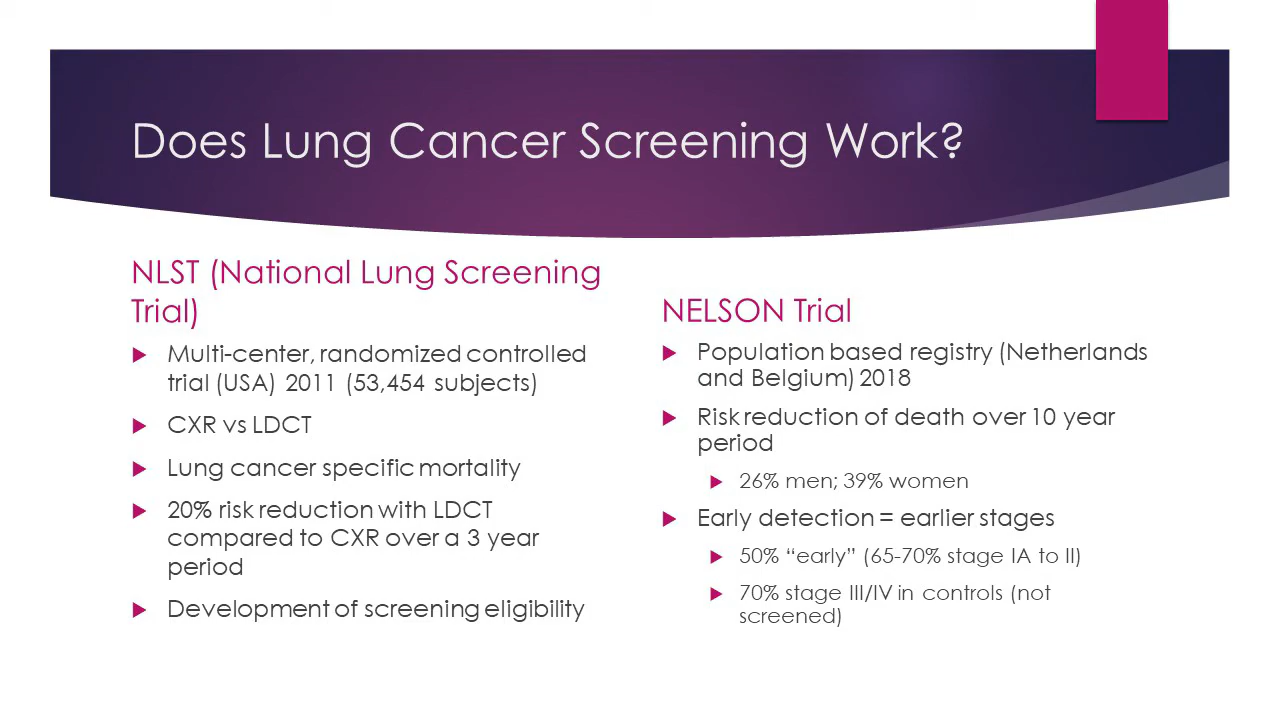 Does Lung Cancer Screening Work?
NLST (National Lung Screening
Trial)
Multi-center, randomized controlled
trial (USA) 2011 (53,454 subjects)
CXR vs LDCT
Lung cancer specific mortality
20% risk reduction with LDCT
compared to CXR over a 3 year
period
Development of screening eligibility
NELSON Trial
Population based registry (Netherlands
and Belgium) 2018
Risk reduction of death over 10 year
period
26% men; 39% women
Early detection = earlier stages
50% “early” (65-70% stage IA to II)
70% stage III/IV in controls (not
screened)